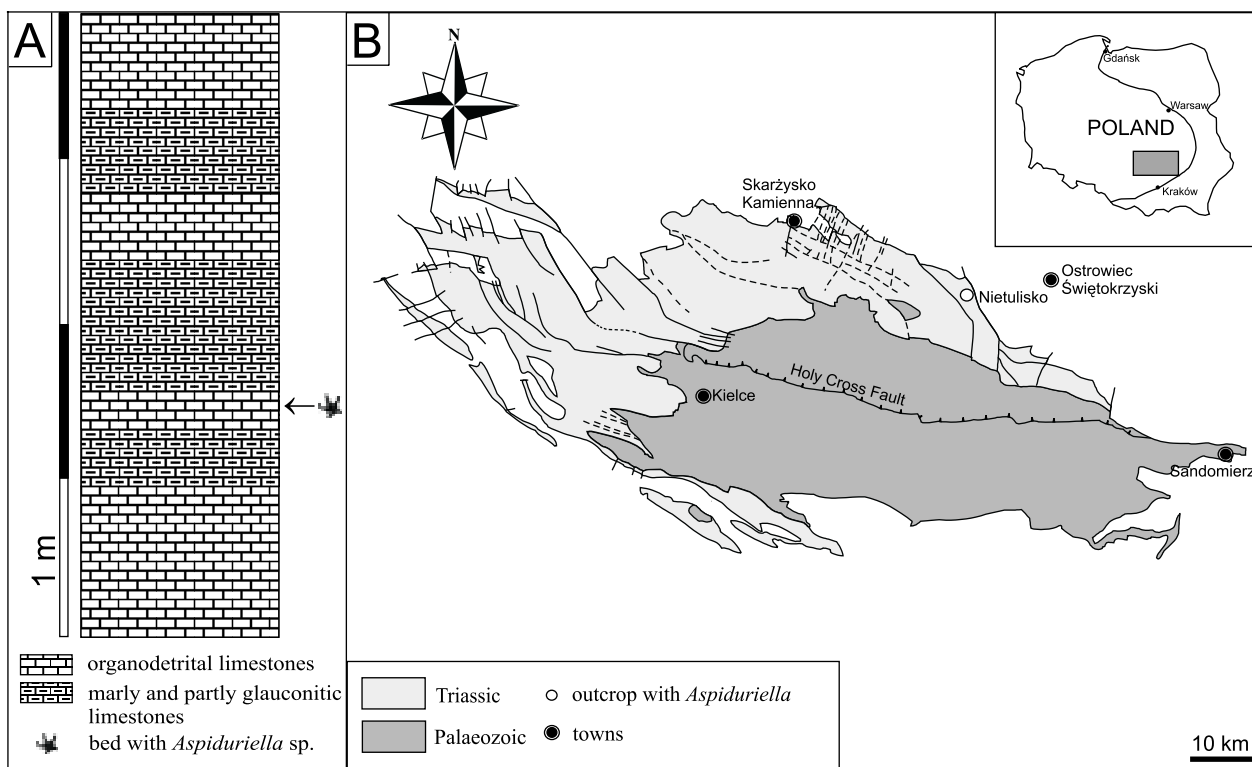 A
1 m
organodetrital limestones
marly and partly glauconitic
limestones
bed with Aspiduriella sp.
B
N
Gdańsk
Warsaw
POLAND
Kraków
Skarżysko
Kamienna
Ostrowiec
Świętokrzyski
Nietulisko
Holy Cross Fault
Kielce
Sandomierz
Triassic
outcrop with Aspiduriella
Palaeozoic
towns
10 km